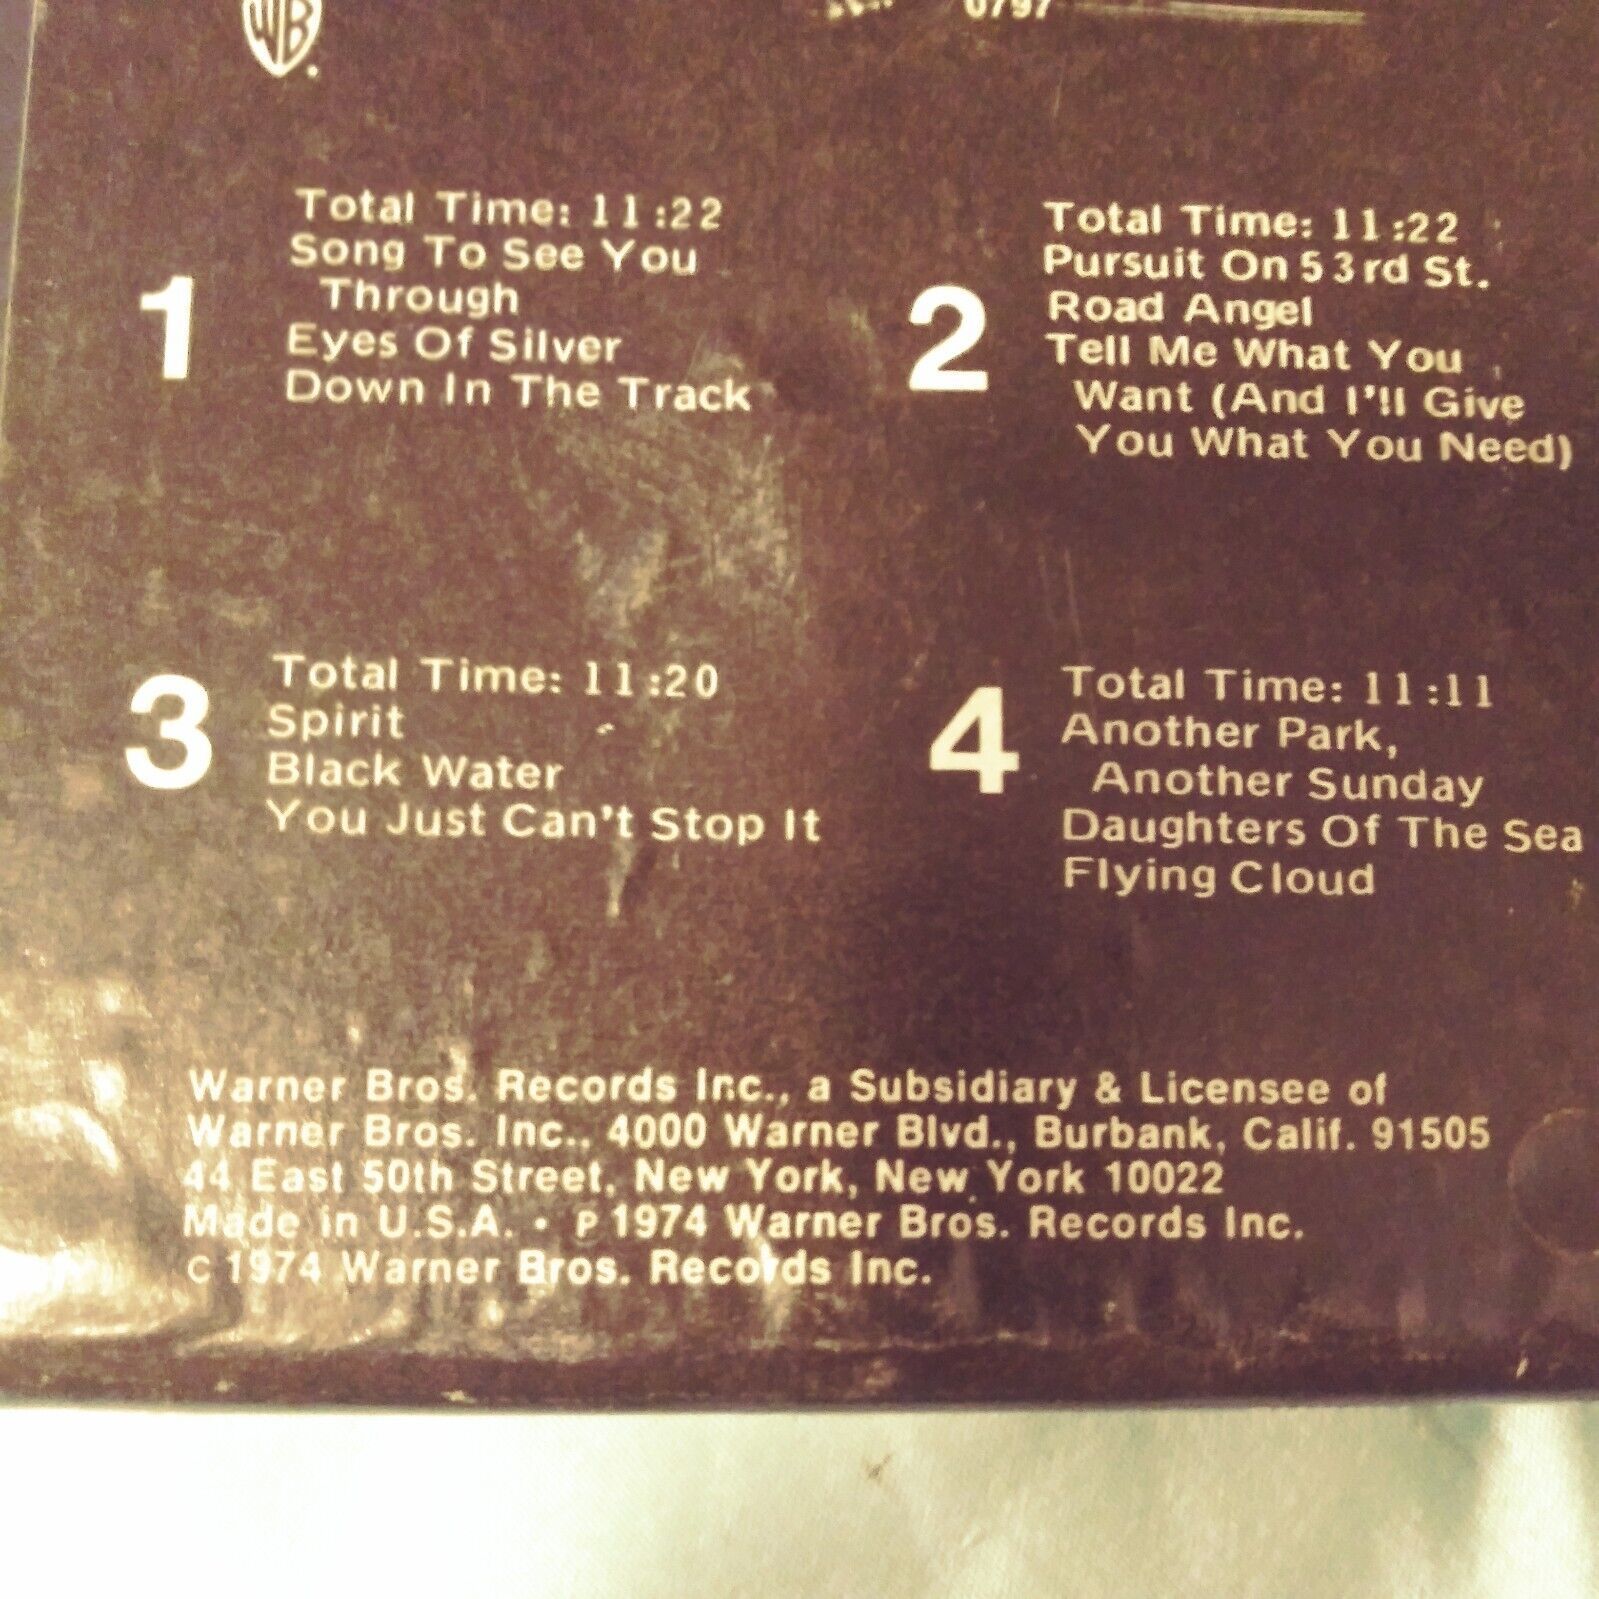 WB
0797
1
Total Time: 11:22
Song To See You
Through
Eyes Of Silver
Down In The Track
2
Total Time: 11:22
Pursuit On 53rd St.
Road Angel
Tell Me What You
Want (And I'll Give
You What You Need)
3
Total Time: 11:20
Spirit
Black Water
You Just Can't Stop It
4
Total Time: 11:11
Another Park,
Another Sunday
Daughters Of The Sea
Flying Cloud
Warner Bros. Records Inc., a Subsidiary & Licensee of
Warner Bros. Inc., 4000 Warner Blvd., Burbank, Calif. 91505
44 East 50th Street, New York, New York 10022
Made in U.S.A. • P 1974 Warner Bros. Records Inc.
C 1974 Warner Bros. Records Inc.